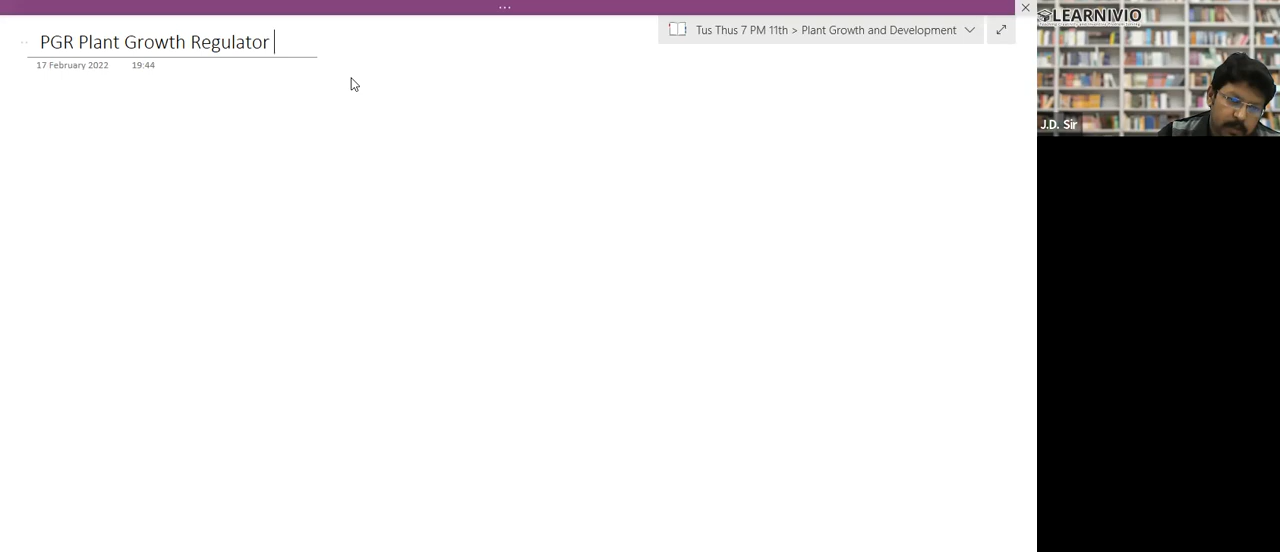 PGR Plant Growth Regulator
17 February 2022 19:44
Tus Thus 7 PM 11th > Plant Growth and Development
LEARNIVIO
J.D. Sir